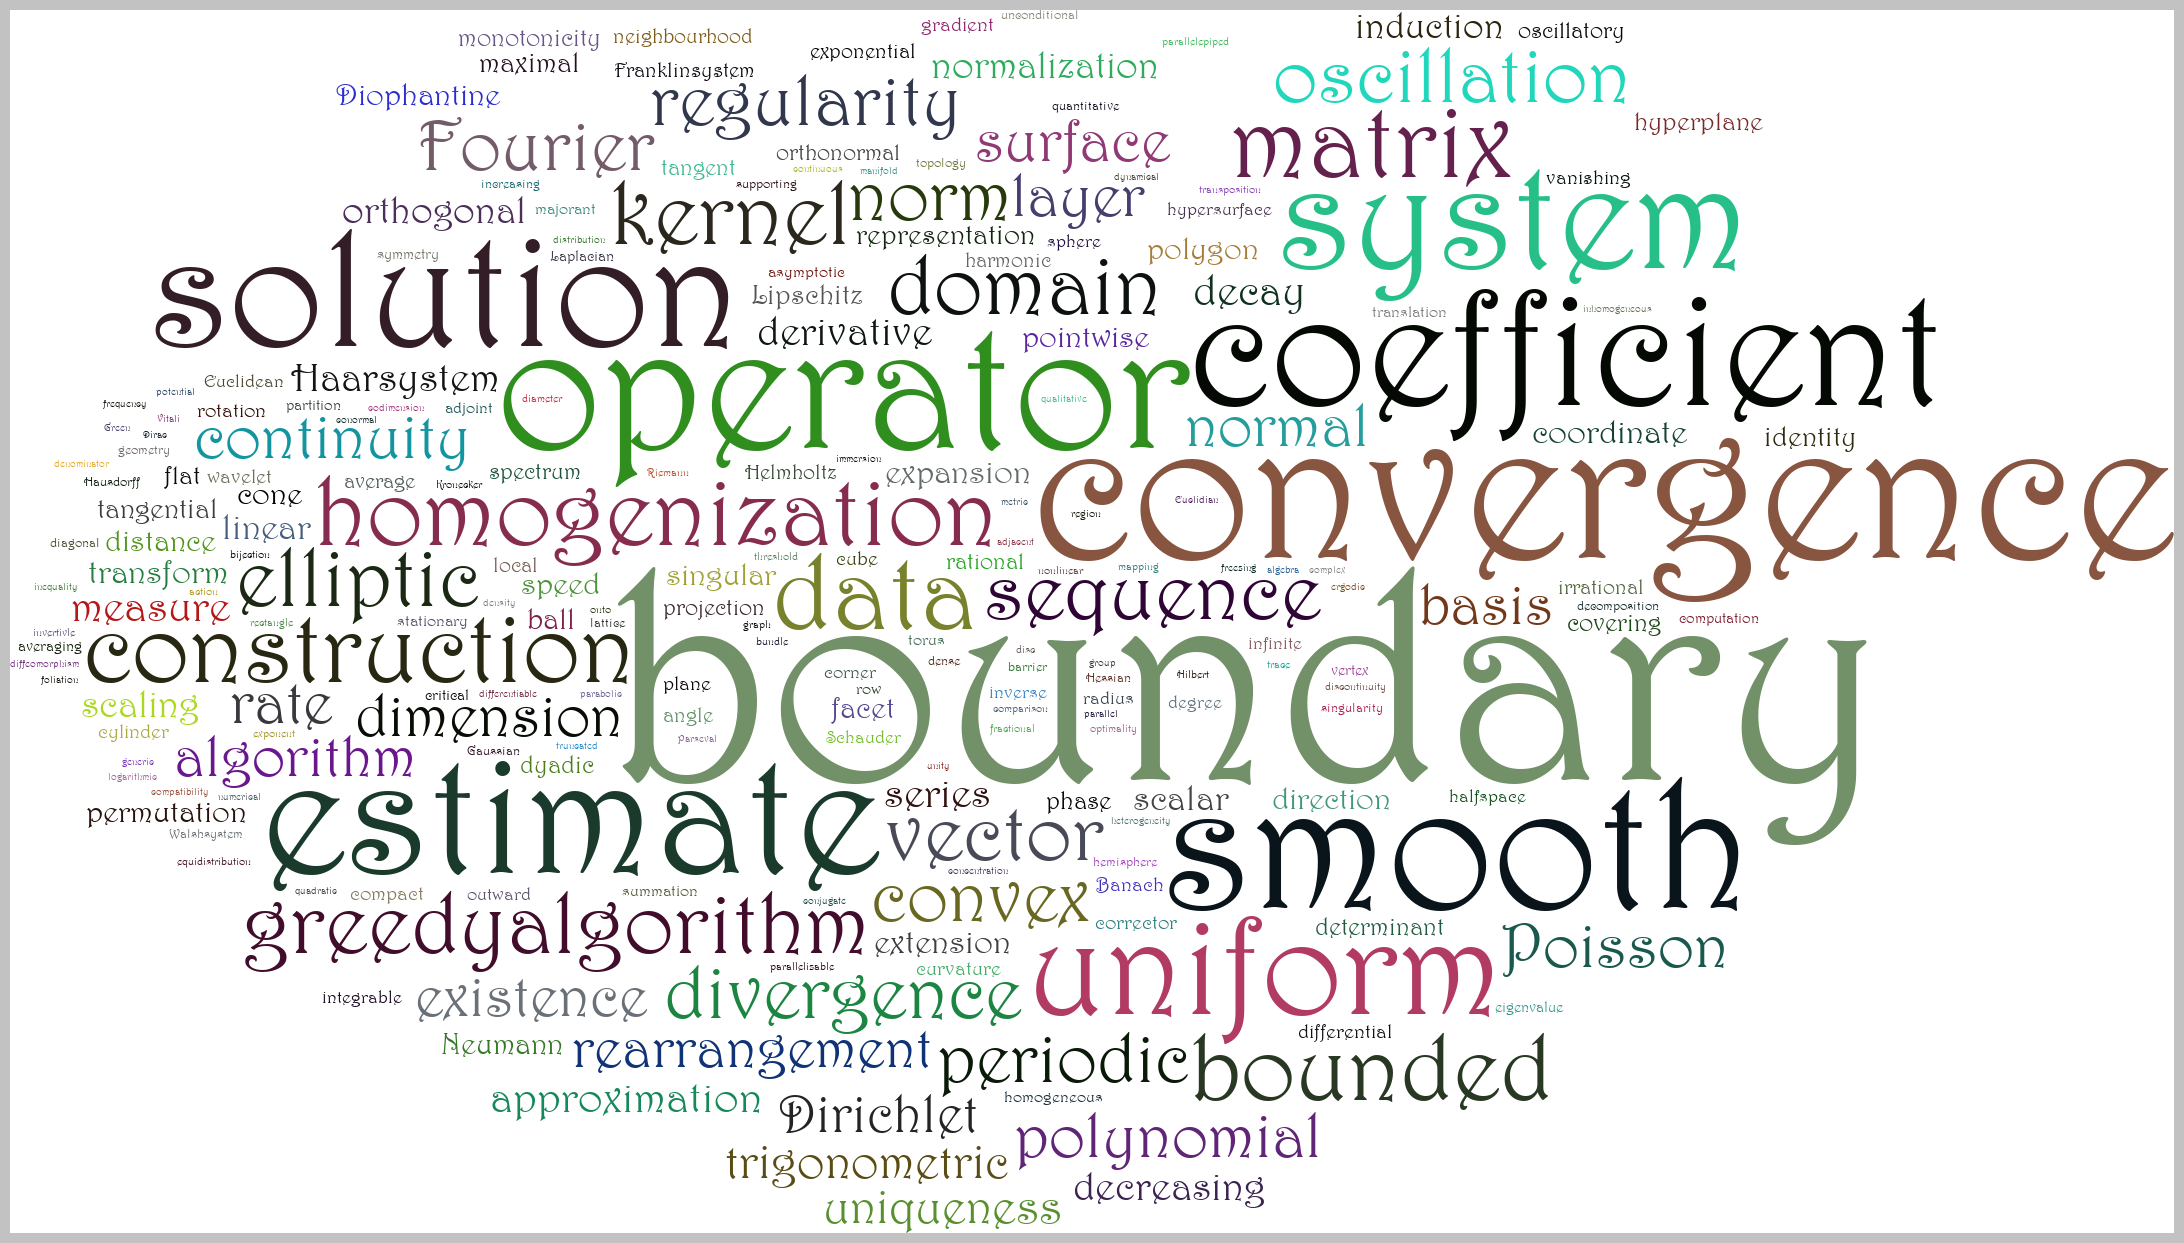 unconditional
gradient
induction
oscillatory
monotonicity
neighbourhood
parallelepiped
exponential
maximal
Franklinsystem
normalization
oscillation
Diophantine
regularity
quantitative
hyperplane
Fourier
surface
matrix
orthonormal
tangent
continuous
manifold
topology
dynamical
vanishing
increasing
supporting
kernel
norm
layer
transposition
system
orthogonal
majorant
hypersurface
representation
sphere
distribution
polygon
symmetry
Laplacian
harmonic
solution
asymptotic
Lipschitz
domain
decay
translation
inhomogeneous
derivative
pointwise
coefficient
Euclidean
Haarsystem
operator
potential
diameter
qualitative
frequency
rotation
partition
codimension
adjoint
Vitali
conormal
Green
Dirac
continuity
normal
coordinate
identity
geometry
denominator
immersion
convergence
Hausdorff
flat
wavelet
average
Kronecker
spectrum
Riemann
Helmholtz
expansion
cone
metric
Euclidian
tangential
linear
homogenization
region
diagonal
distance
adjacent
bijection
threshold
cube
rational
transform
elliptic
local
singular
data
nonlinear
mapping
freezing
algebra
complex
inequality
action
speed
sequence
ergodic
basis
irrational
measure
density
projection
onto
decomposition
rectangle
stationary
ball
lattice
graph
covering
computation
invertivle
averaging
construction
boundary
bundle
torus
infinite
diffeomorphism
dense
disc
barrier
group
trace
foliation
plane
corner
row
Hessian
Hilbert
vertex
discontinuity
scaling
rate
critical
differentiable
parabolic
inverse
radius
degree
dimension
angle
facet
comparison
parallel
singularity
cylinder
exponent
Parseval
Schauder
fractional
optimality
algorithm
Gaussian
truncated
generic
dyadic
unity
logarithmic
estimate
compatibility
numerical
series
phase
scalar
direction
halfspace
permutation
vector
heterogeneity
smooth
Walshsystem
equidistribution
hemisphere
consentration
quadratic
compact
outward
summation
conjugate
convex
Banach
greedyalgorithm
corrector
determinant
extension
uniform
Poisson
parallelisable
curvature
integrable
existence
divergence
eigenvalue
Neumann
rearrangement
differential
periodic
bounded
approximation
Dirichlet
homogeneous
polynomial
trigonometric
decreasing
uniqueness